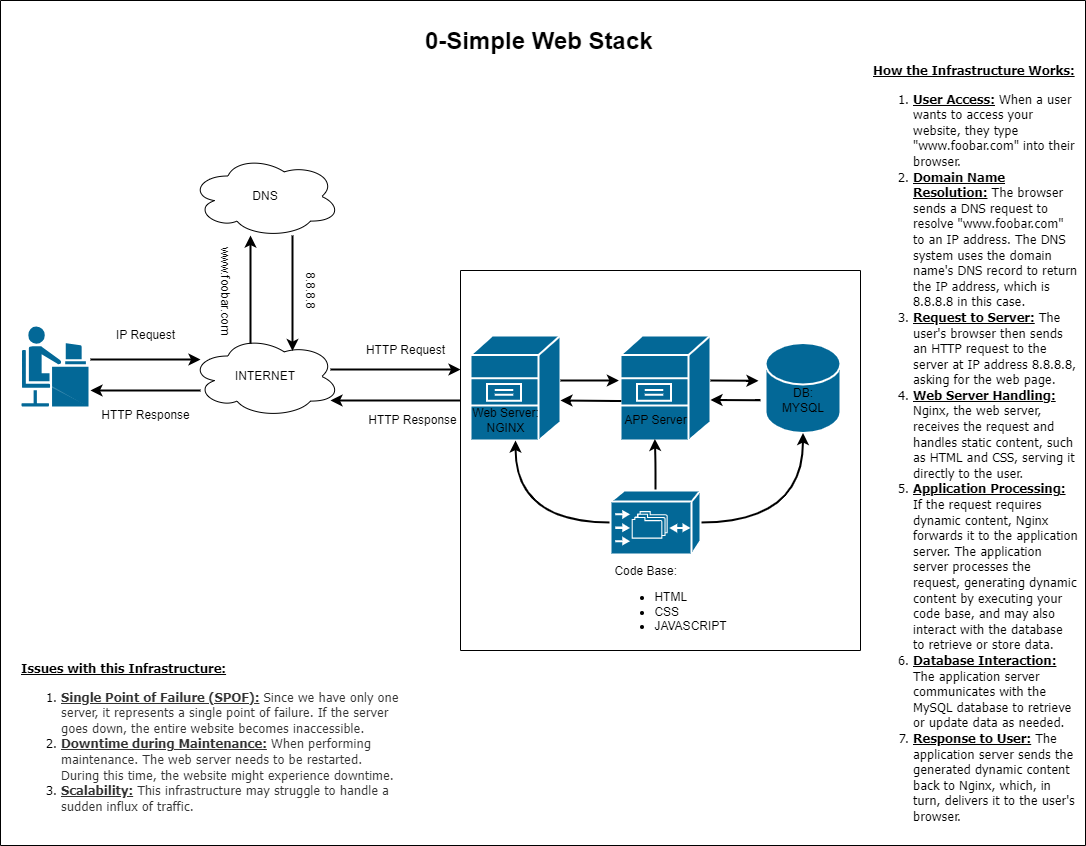 0-Simple Web Stack
How the Infrastructure Works:
1. User Access: When a user
wants to access your
website, they type
"www.foobar.com" into their
browser.
2. Domain Name
Resolution: The browser
sends a DNS request to
resolve "www.foobar.com"
to an IP address. The DNS
system uses the domain
name's DNS record to return
the IP address, which is
8.8.8.8 in this case.
3. Request to Server: The
user's browser then sends
an HTTP request to the
server at IP address 8.8.8.8,
asking for the web page.
4. Web Server Handling:
Nginx, the web server,
receives the request and
handles static content, such
as HTML and CSS, serving it
directly to the user.
5. Application Processing:
If the request requires
dynamic content, Nginx
forwards it to the application
server. The application
server processes the
request, generating dynamic
content by executing your
code base, and may also
interact with the database
to retrieve or store data.
6. Database Interaction:
The application server
communicates with the
MySQL database to retrieve
or update data as needed.
7. Response to User: The
application server sends the
generated dynamic content
back to Nginx, which, in
turn, delivers it to the user's
browser.
DNS
www.foobar.com
8.8.8.8
IP Request
HTTP Response
INTERNET
HTTP Request
HTTP Response
Web Server:
NGINX
APP Server
DB:
MYSQL
Code Base:
• HTML
• CSS
• JAVASCRIPT
Issues with this Infrastructure:
1. Single Point of Failure (SPOF): Since we have only one
server, it represents a single point of failure. If the server
goes down, the entire website becomes inaccessible.
2. Downtime during Maintenance: When performing
maintenance. The web server needs to be restarted.
During this time, the website might experience downtime.
3. Scalability: This infrastructure may struggle to handle a
sudden influx of traffic.